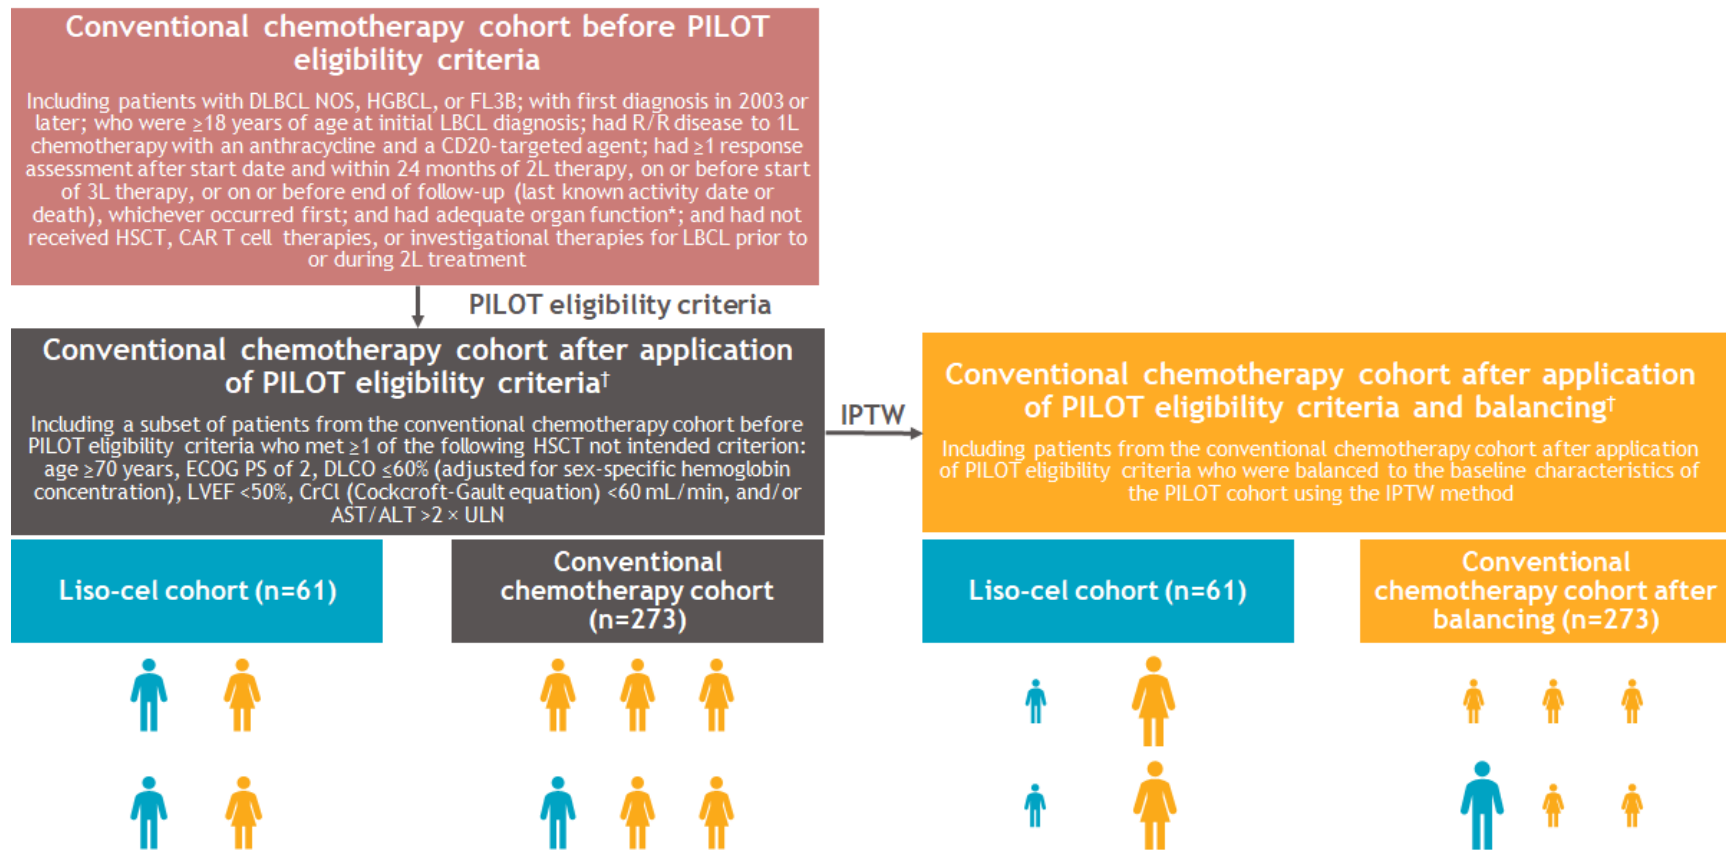 Conventional chemotherapy cohort before PILOT
eligibility criteria
Including patients with DLBCL NOS, HGBCL, or FL3B; with first diagnosis in 2003 or
later; who were ≥18 years of age at initial LBCL diagnosis; had R/R disease to 1L
chemotherapy with an anthracycline and a CD20-targeted agent; had ≥1 response
assessment after start date and within 24 months of 2L therapy, on or before start
of 3L therapy, or on or before end of follow-up (last known activity date or
death), whichever occurred first; and had adequate organ function*; and had not
received HSCT, CAR T cell therapies, or investigational therapies for LBCL prior to
or during 2L treatment
PILOT eligibility criteria
Conventional chemotherapy cohort after application
of PILOT eligibility criteria†
Including a subset of patients from the conventional chemotherapy cohort before
PILOT eligibility criteria who met ≥1 of the following HSCT not intended criterion:
age ≥70 years, ECOG PS of 2, DLCO ≤60% (adjusted for sex-specific hemoglobin
concentration), LVEF <50%, CrCl (Cockcroft-Gault equation) <60 mL/min, and/or
AST/ALT >2 × ULN
IPTW
Conventional chemotherapy cohort after application
of PILOT eligibility criteria and balancing†
Including patients from the conventional chemotherapy cohort after application
of PILOT eligibility criteria who were balanced to the baseline characteristics of
the PILOT cohort using the IPTW method
Liso-cel cohort (n=61)
Conventional
chemotherapy cohort
(n=273)
Liso-cel cohort (n=61)
Conventional
chemotherapy cohort after
balancing (n=273)